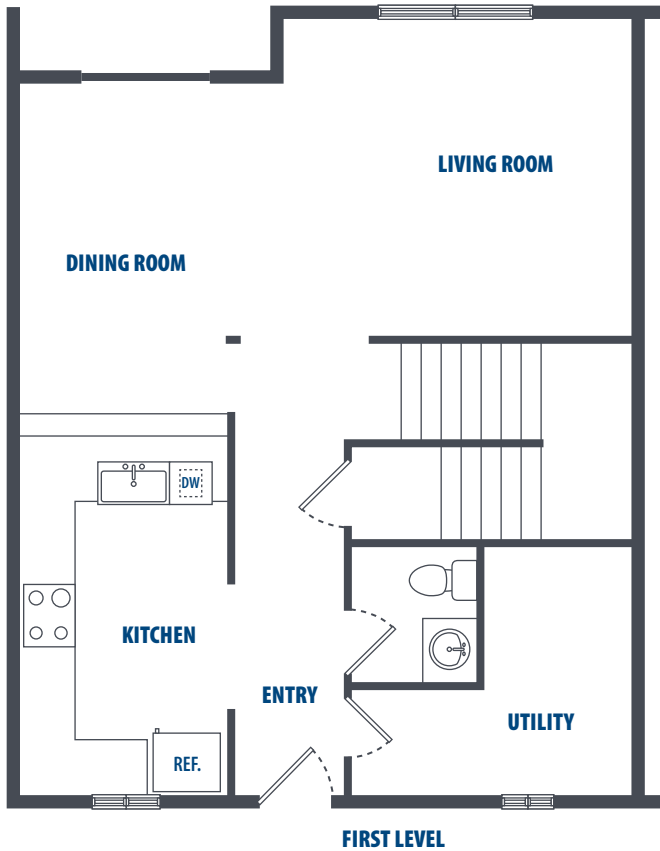 LIVING ROOM
DINING ROOM
DW
KITCHEN
ENTRY
UTILITY
REF.
FIRST LEVEL